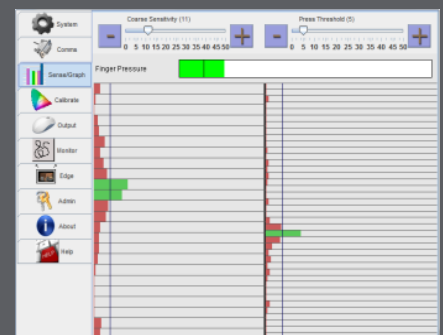 System
Comms
Sense/Graph
Calibrate
Output
Monitor
Edge
Admin
About
Help
Coarse Sensitivity (11)
0 5 10 15 20 25 30 35 40 45 50
Press Threshold (5)
0 5 10 15 20 25 30 35 40 45 50
Finger Pressure